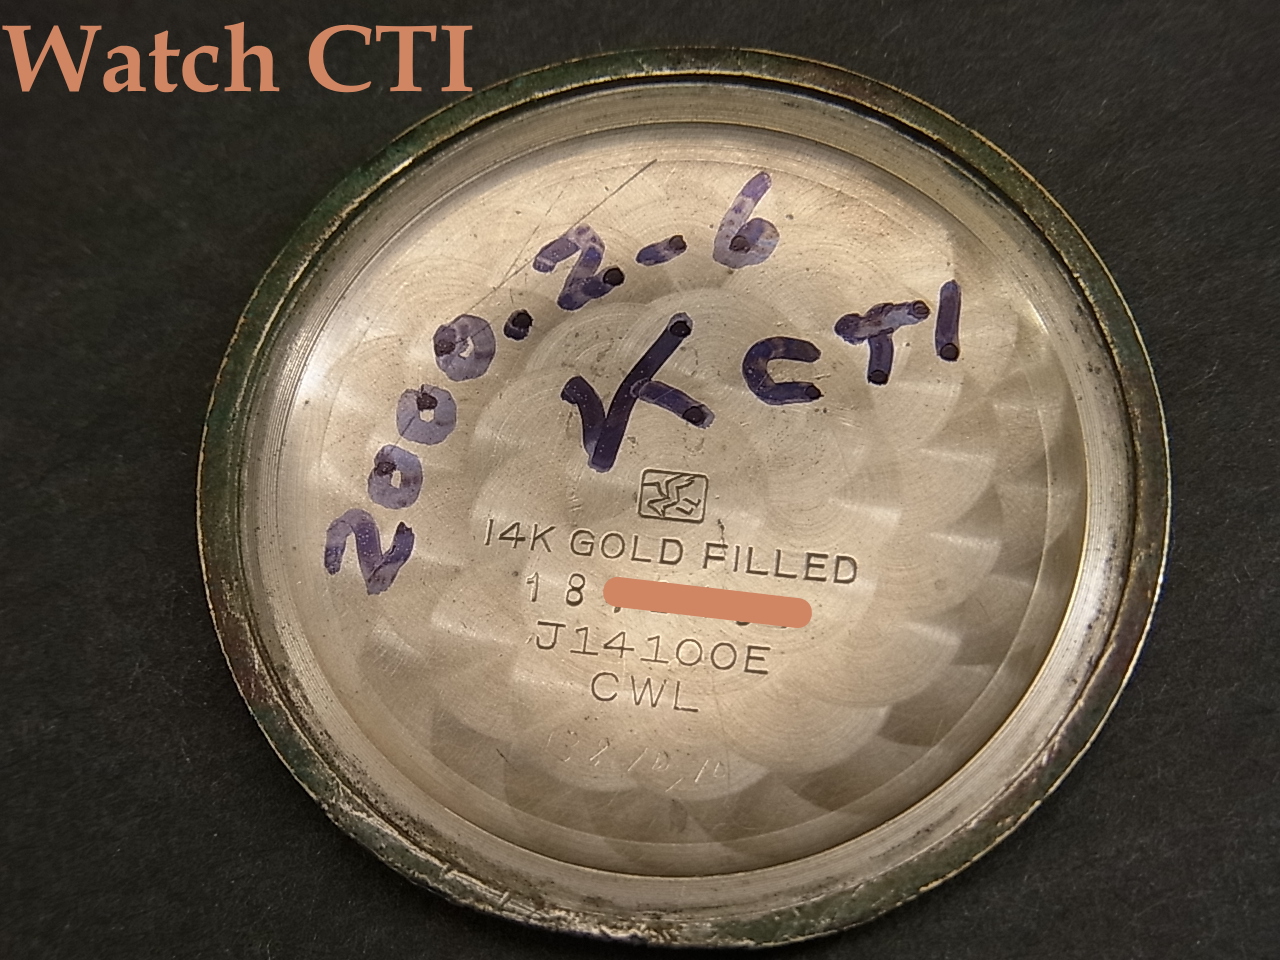 Watch CTI
2000.2-6
CTI
14K GOLD FILLED
18
J14100E
CWL